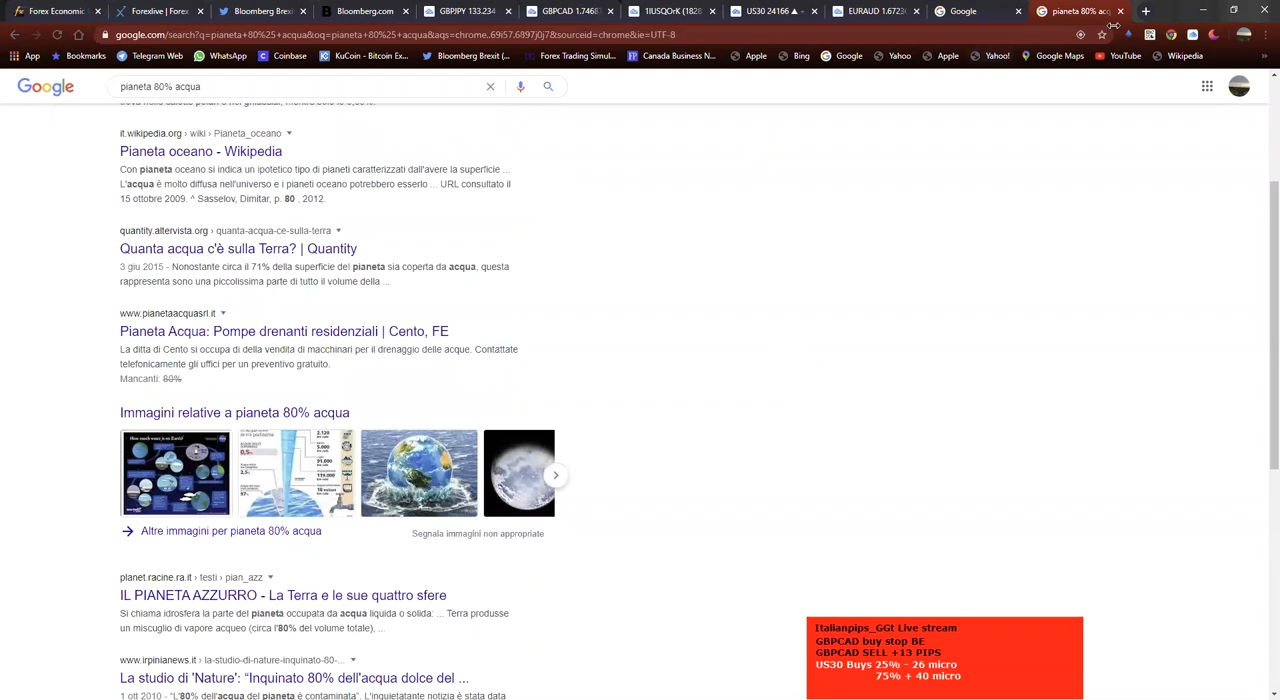 Forex Economic
Forexlive | Forex
Bloomberg Brexi
Bloomberg.com
GBPJPY 133.234
GBPCAD 1.7468
1IUSQOrK (1828
US30 24166 ▲ +
EURAUD 1.6723
Google
pianeta 80% acq
google.com/search?q=pianeta+80%25+acqua&oq=pianeta+80%25+acqua&aqs=chrome..69i57.6897j0j7&sourceid=chrome&ie=UTF-8
App
Bookmarks
Telegram Web
WhatsApp
Coinbase
KuCoin - Bitcoin Ex...
Bloomberg Brexit (...
Forex Trading Simul...
Canada Business N...
Apple
Bing
Google
Yahoo
Apple
Yahoo!
Google Maps
YouTube
Wikipedia
Google
pianeta 80% acqua
it.wikipedia.org › wiki › Pianeta_oceano
Pianeta oceano - Wikipedia
Con pianeta oceano si indica un ipotetico tipo di pianeti caratterizzati dall'avere la superficie ...
L'acqua è molto diffusa nell'universo e i pianeti oceano potrebbero esserlo ... URL consultato il
15 ottobre 2009. ^ Sasselov, Dimitar, p. 80 , 2012.
quantity.altervista.org › quanta-acqua-ce-sulla-terra
Quanta acqua c'è sulla Terra? | Quantity
3 giu 2015 - Nonostante circa il 71% della superficie del pianeta sia coperta da acqua, questa
rappresenta sono una piccolissima parte di tutto il volume della ...
www.pianetaacquasrl.it
Pianeta Acqua: Pompe drenanti residenziali | Cento, FE
La ditta di Cento si occupa di della vendita di macchinari per il drenaggio delle acque. Contattate
telefonicamente gli uffici per un preventivo gratuito.
Mancanti: 80%
Immagini relative a pianeta 80% acqua
Altre immagini per pianeta 80% acqua
Segnala immagini non appropriate
planet.racine.ra.it › testi › pian_azz
IL PIANETA AZZURRO - La Terra e le sue quattro sfere
Si chiama idrosfera la parte del pianeta occupata da acqua liquida o solida: ... Terra produsse
un miscuglio di vapore acqueo (circa l'80% del volume totale), ...
www.irpinianews.it › la-studio-di-nature-inquinato-80-...
La studio di 'Nature': “Inquinato 80% dell'acqua dolce del ...
1 ott 2010 - “L'80% dell'acqua del pianeta è contaminata”. L'inquietante notizia è stata data
Italianpips_GGt Live stream
GBPCAD buy stop BE
GBPCAD SELL +13 PIPS
US30 Buys 25% - 26 micro
75% + 40 micro